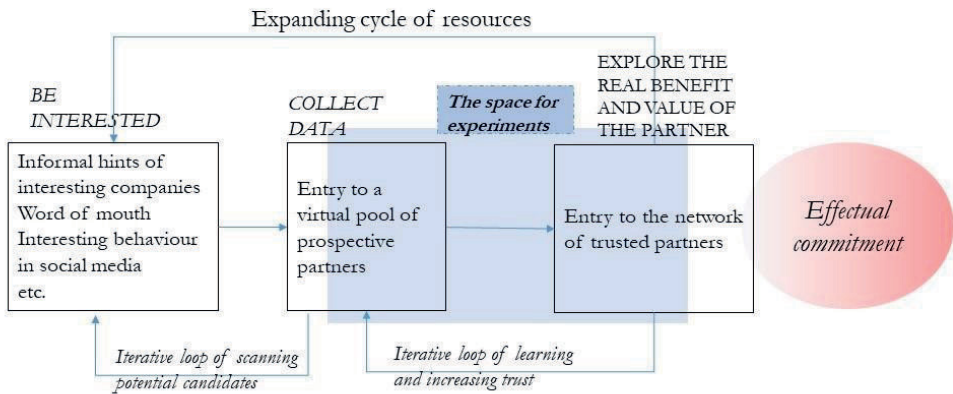 Expanding cycle of resources
BE
INTERESTED
Informal hints of
interesting companies
Word of mouth
Interesting behaviour
in social media
etc.
COLLECT
DATA
Entry to a
virtual pool of
prospective
partners
The space for
experiments
EXPLORE THE
REAL BENEFIT
AND VALUE OF
THE PARTNER
Entry to the network
of trusted partners
Effectual
commitment
Iterative loop of scanning
potential candidates
Iterative loop of learning
and increasing trust